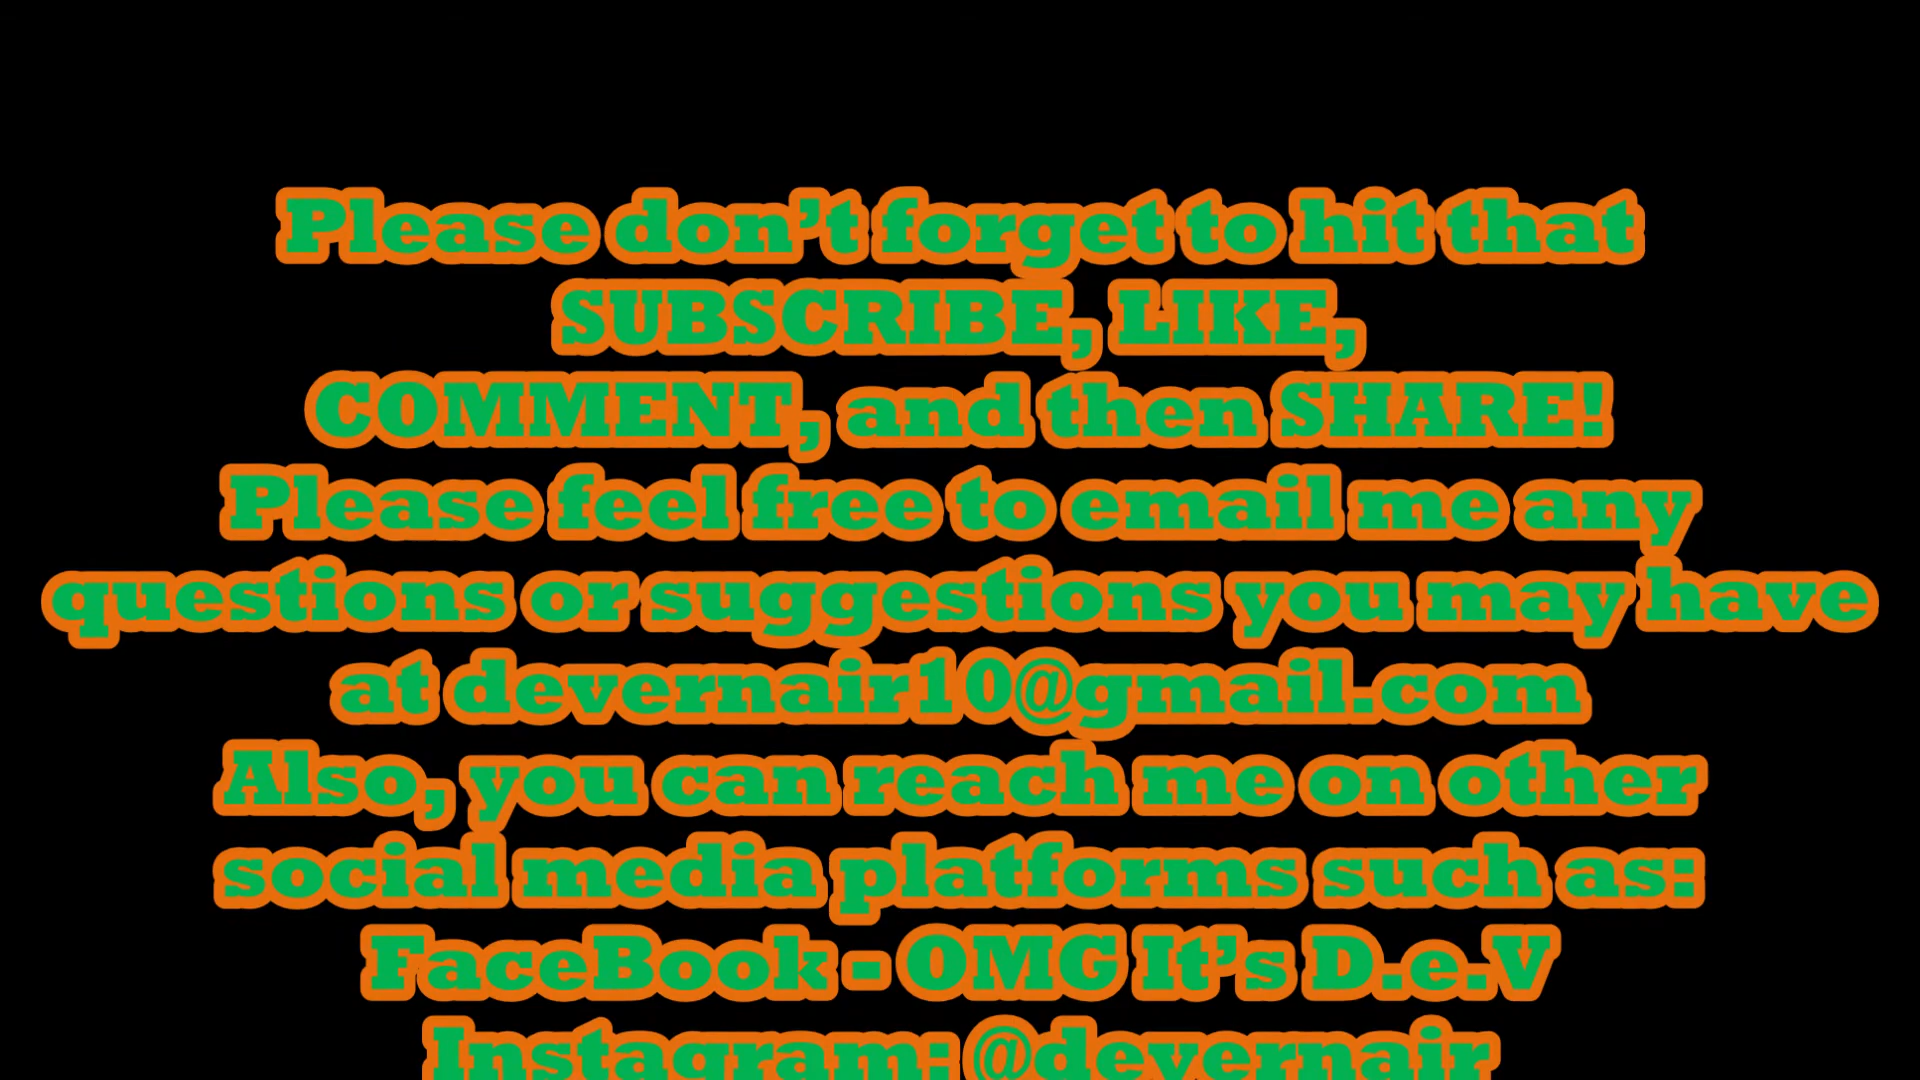 Please don’t forget to hit that
SUBSCRIBE, LIKE,
COMMENT, and then SHARE!
Please feel free to email me any
questions or suggestions you may have
at devernair10@gmail.com
Also, you can reach me on other
social media platforms such as:
FaceBook - OMG It’s D.e.V
Instagram: @devernair